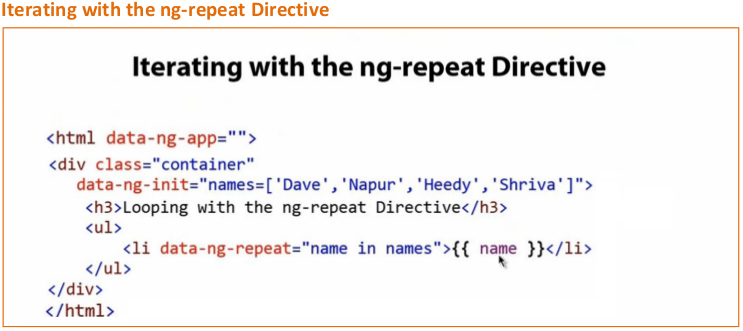 Iterating with the ng-repeat Directive
Iterating with the ng-repeat Directive
<html data-ng-app="">
<div class="container"
data-ng-init="names=['Dave','Napur','Heedy','Shriva']">
<h3>Looping with the ng-repeat Directive</h3>
<ul>
<li data-ng-repeat="name in names">{{ name }}</li>
</ul>
</div>
</html>